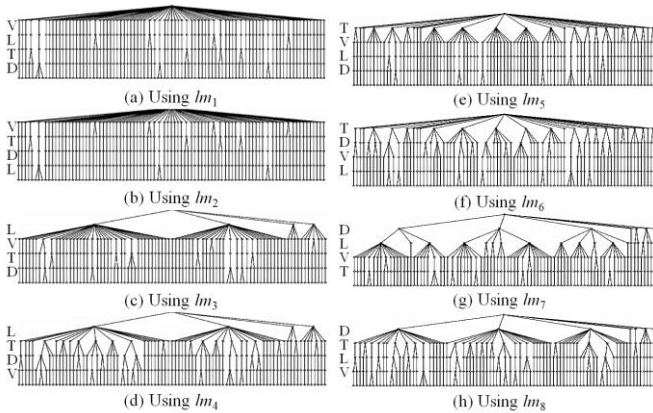 V
L
T
D
(a) Using lm1
V
T
D
L
(b) Using lm2
L
V
T
D
(c) Using lm3
L
T
D
V
(d) Using lm4
T
V
L
D
(e) Using lm5
T
D
V
L
(f) Using lm6
D
L
V
T
(g) Using lm7
D
T
L
V
(h) Using lm8